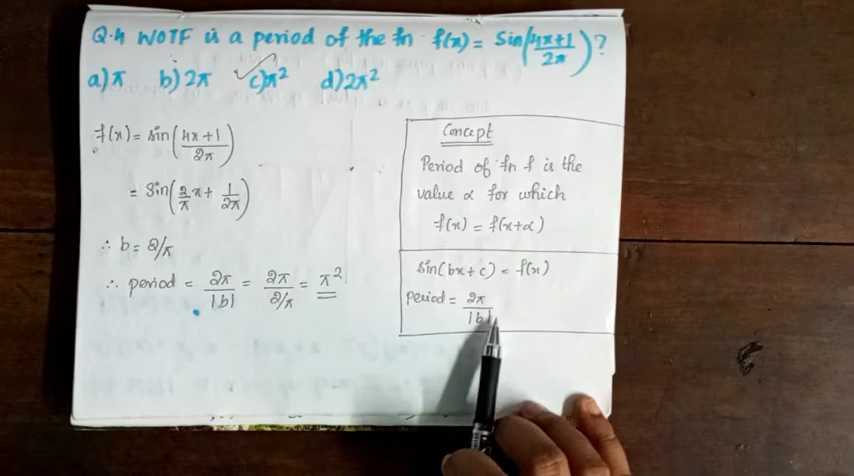 Q.4 WOTF is a period of the fn f(x) = Sin(4x+1/2π)?
a) π b) 2π c) π² d) 2π²
f(x) = sin(4x+1/2π)
= Sin(2/π x + 1/2π)
∴ b = 2/π
∴ period = 2π/|b| = 2π/2/π = π²
Concept
Period of fn f is the
value α for which
f(x) = f(x+α)
sin(bx+c) = f(x)
Period = 2π/|b|